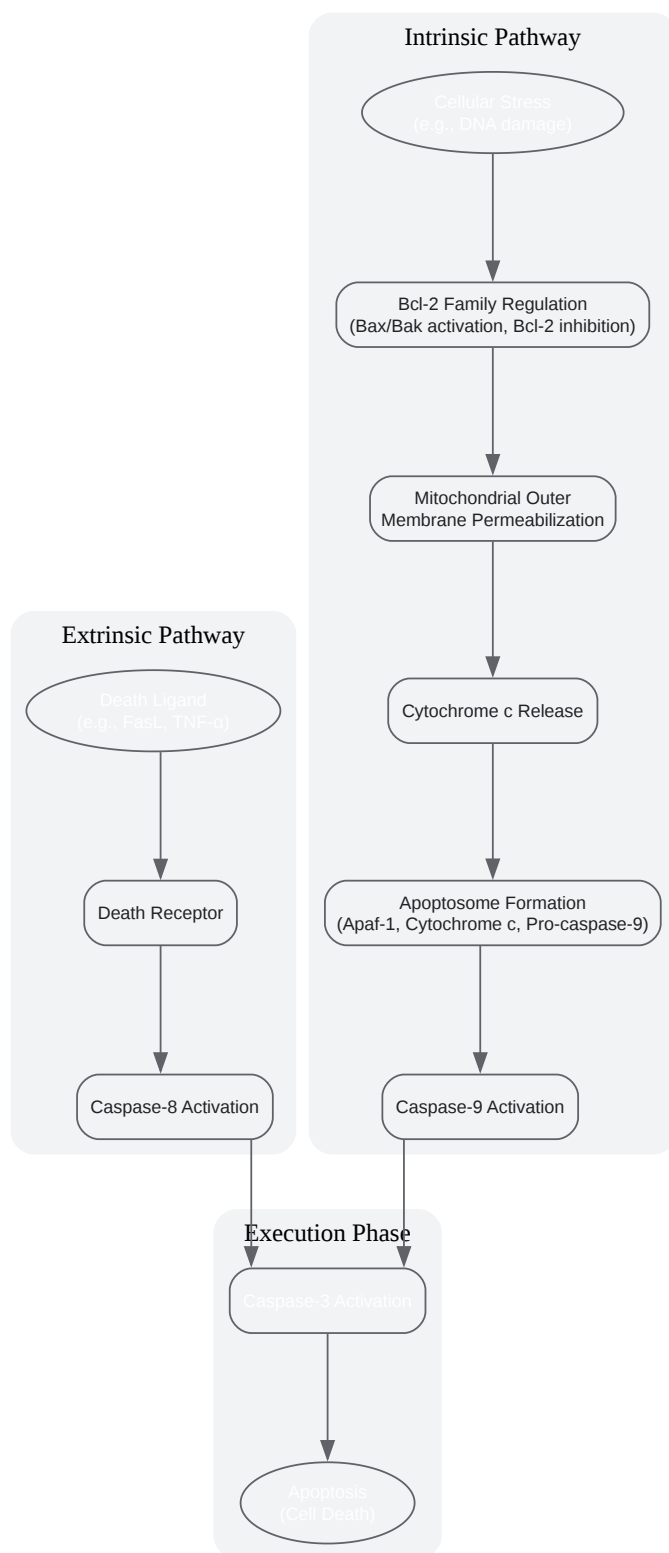 Intrinsic Pathway
Cellular Stress
(e.g., DNA damage)
Bcl-2 Family Regulation
(Bax/Bak activation, Bcl-2 inhibition)
Mitochondrial Outer
Membrane Permeabilization
Cytochrome c Release
Apoptosome Formation
(Apaf-1, Cytochrome c, Pro-caspase-9)
Caspase-9 Activation
Extrinsic Pathway
Death Ligand
(e.g., FasL, TNF-α)
Death Receptor
Caspase-8 Activation
Execution Phase
Caspase-3 Activation
Apoptosis
(Cell Death)